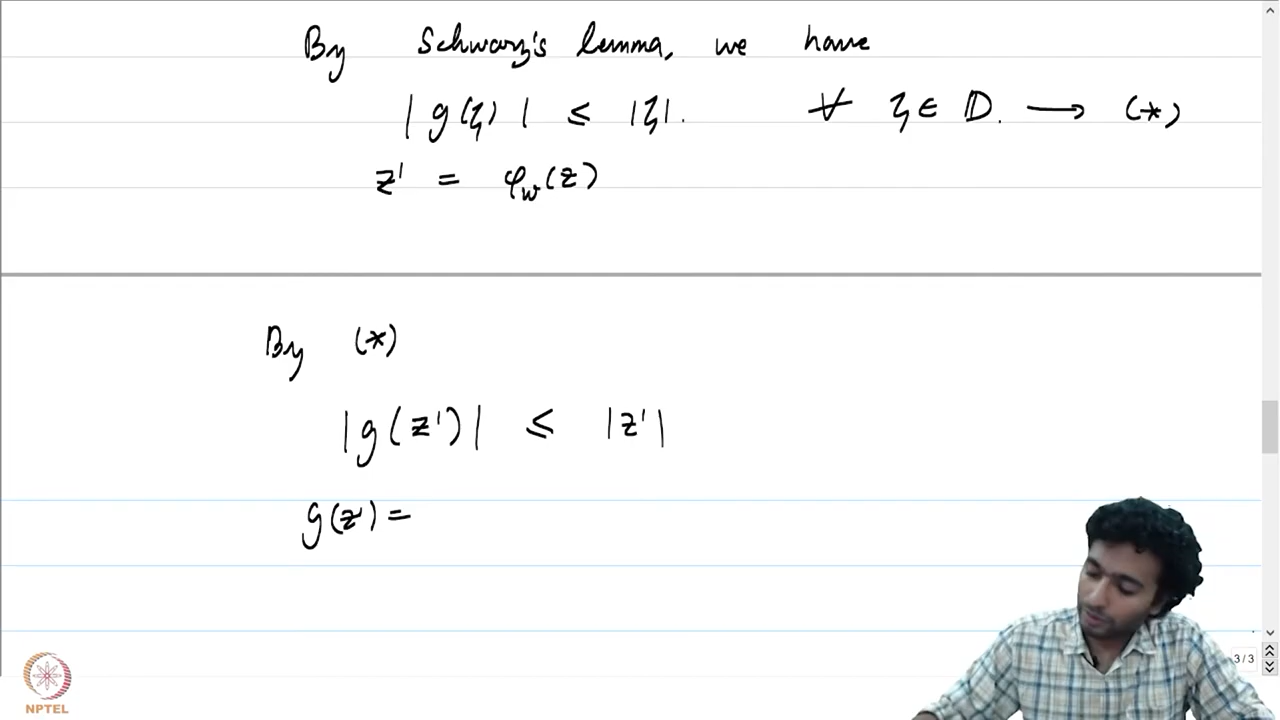 By Schwarz's lemma, we have
|g(ξ)| ≤ |ξ|. ∀ ξ ∈ 𝔻. ⟶ (*)
z' = φ_w(z)
By (*)
|g(z')| ≤ |z'|
g(z') =
3/3
NPTEL